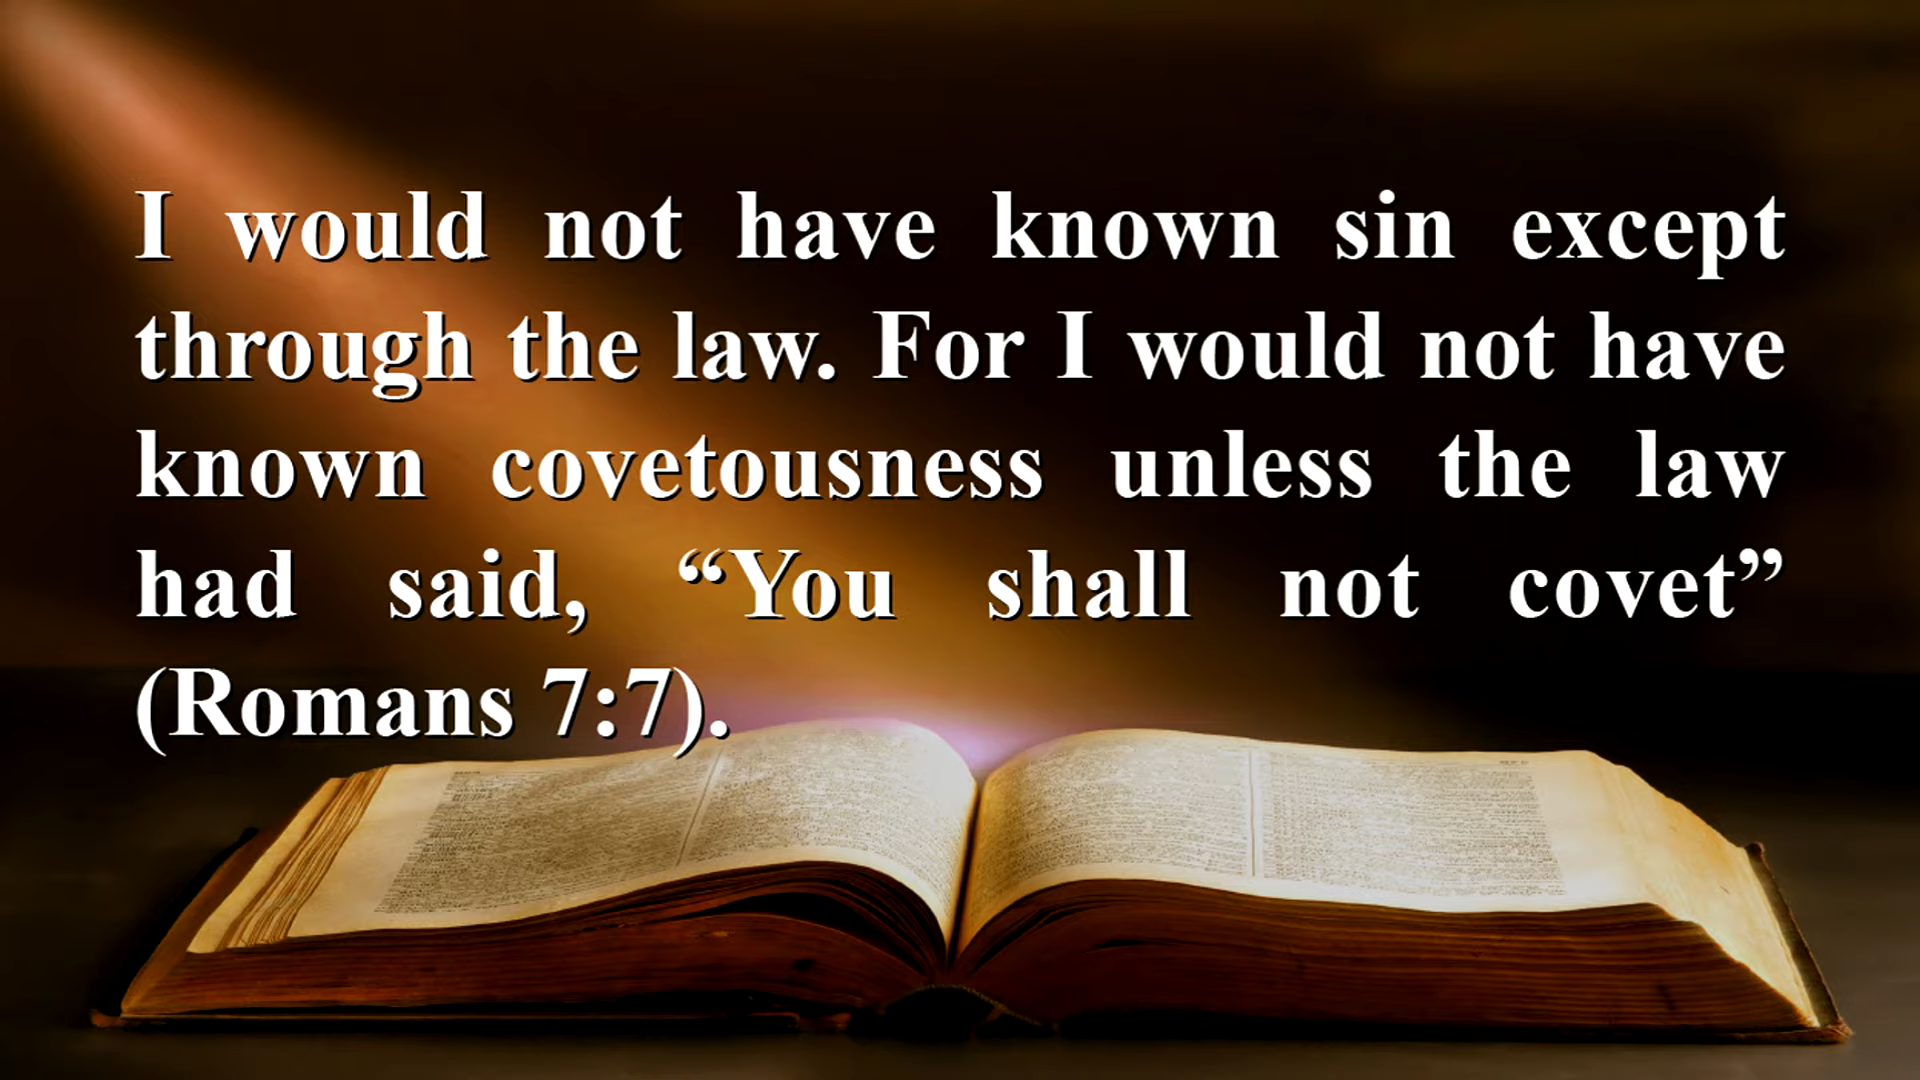 I would not have known sin except
through the law. For I would not have
known covetousness unless the law
had said, “You shall not covet”
(Romans 7:7).